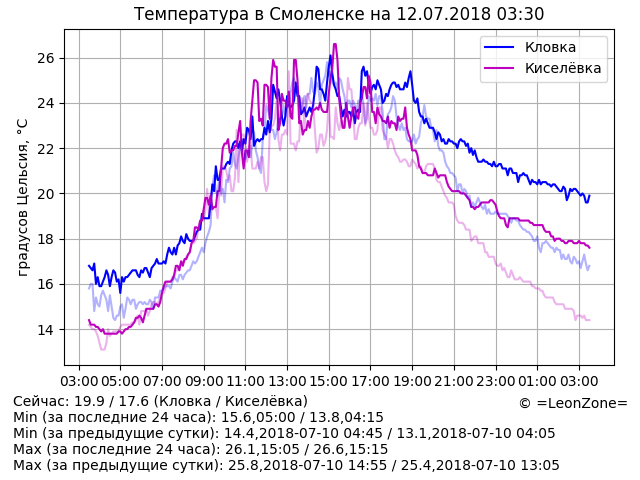 Температура в Смоленске на 12.07.2018 03:30
Кловка
Киселёвка
градусов Цельсия, °C
26
24
22
20
18
16
14
03:00 05:00 07:00 09:00 11:00 13:00 15:00 17:00 19:00 21:00 23:00 01:00 03:00
Сейчас: 19.9 / 17.6 (Кловка / Киселёвка)
© =LeonZone=
Min (за последние 24 часа): 15.6,05:00 / 13.8,04:15
Min (за предыдущие сутки): 14.4,2018-07-10 04:45 / 13.1,2018-07-10 04:05
Max (за последние 24 часа): 26.1,15:05 / 26.6,15:15
Max (за предыдущие сутки): 25.8,2018-07-10 14:55 / 25.4,2018-07-10 13:05